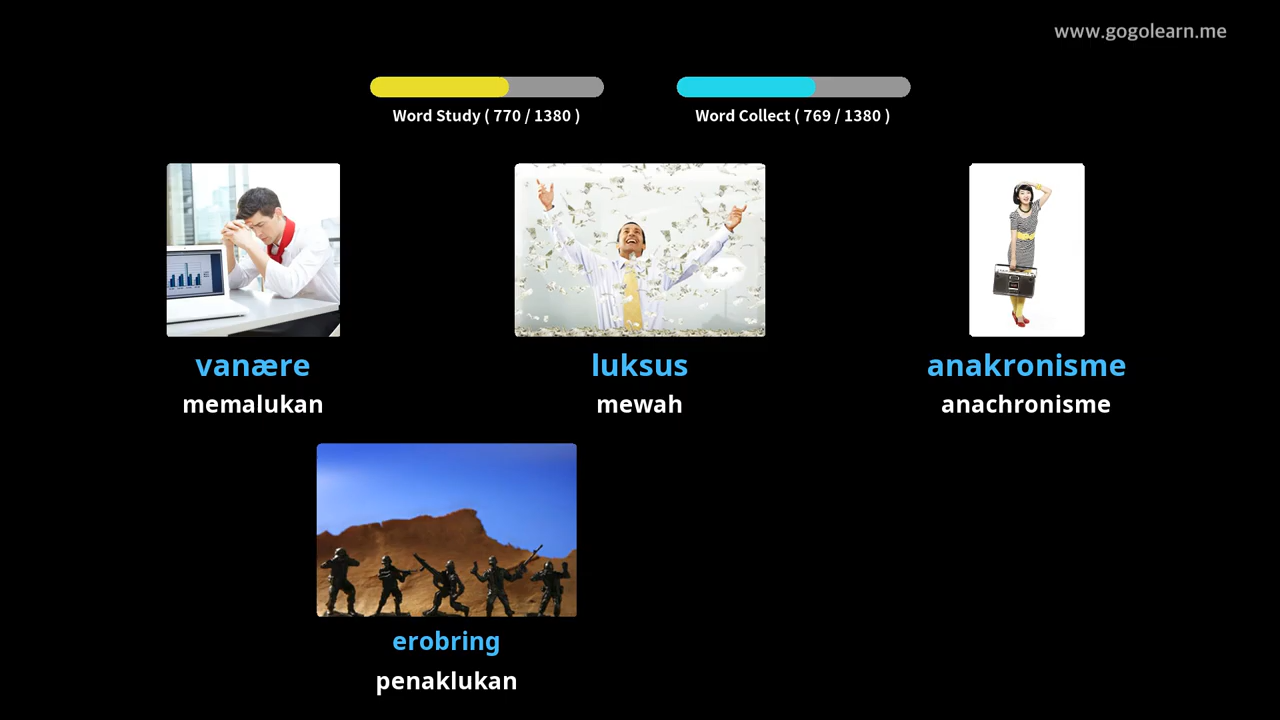 www.gogolearn.me
Word Study ( 770 / 1380 )
Word Collect ( 769 / 1380 )
vanære
memalukan
luksus
mewah
anakronisme
anachronisme
erobring
penaklukan